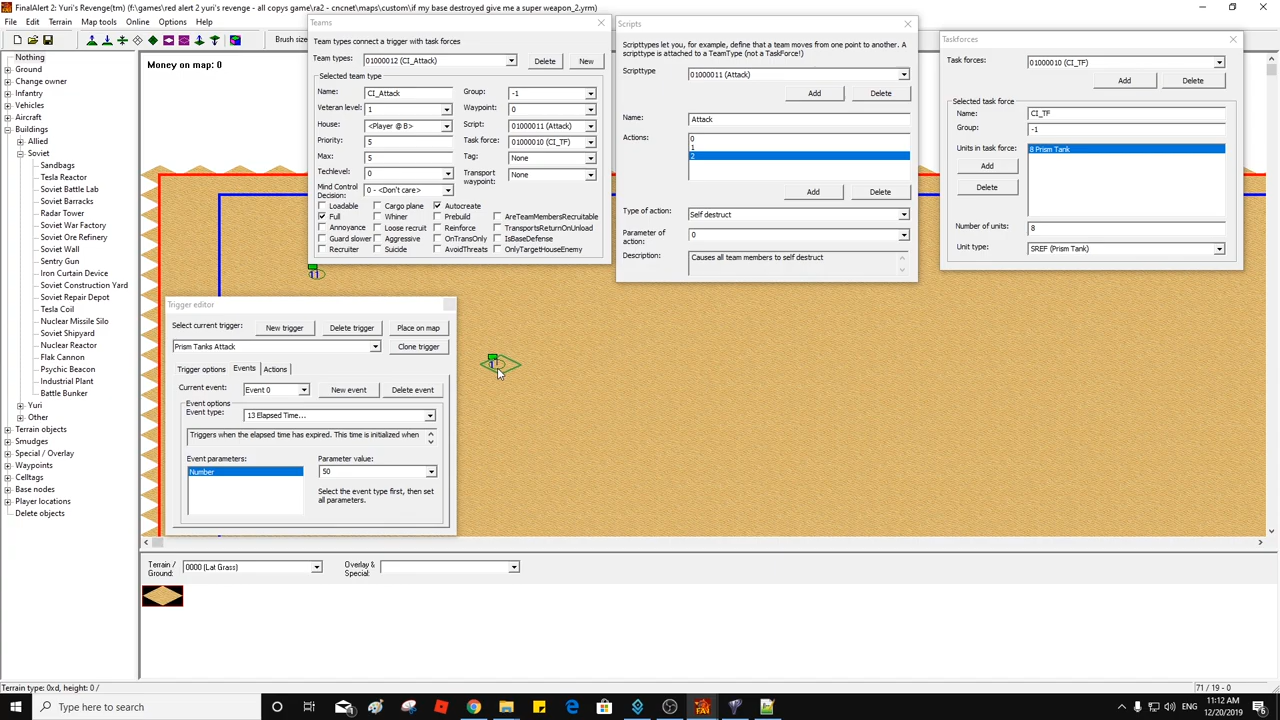 FinalAlert 2: Yuri's Revenge(tm) (f:\games\red alert 2 yuri's revenge - all copys game\ra2 - cncnet\maps\custom\if my base destroyed give me a super weapon_2.yrm)
File Edit Terrain Map tools Online Options Help
Brush size
Nothing
Ground
Change owner
Infantry
Vehicles
Aircraft
Buildings
Allied
Soviet
Sandbags
Tesla Reactor
Soviet Battle Lab
Soviet Barracks
Radar Tower
Soviet War Factory
Soviet Ore Refinery
Soviet Wall
Sentry Gun
Iron Curtain Device
Soviet Construction Yard
Soviet Repair Depot
Tesla Coil
Nuclear Missile Silo
Soviet Shipyard
Nuclear Reactor
Flak Cannon
Psychic Beacon
Industrial Plant
Battle Bunker
Yuri
Other
Terrain objects
Smudges
Special / Overlay
Waypoints
Celltags
Base nodes
Player locations
Delete objects
Money on map: 0
11
Teams
Team types connect a trigger with task forces
Team types: 01000012 (CI_Attack) Delete New
Selected team type
Name: CI_Attack Group: -1
Veteran level: 1 Waypoint: 0
House: <Player @ B> Script: 01000011 (Attack)
Priority: 5 Task force: 01000010 (CI_TF)
Max: 5 Tag: None
Techlevel: 0 Transport waypoint: None
Mind Control Decision: 0 - <Don't care>
Loadable Cargo plane Autocreate
Full Whiner Prebuild AreTeamMembersRecruitable
Annoyance Loose recruit Reinforce TransportsReturnOnUnload
Guard slower Aggressive OnTransOnly IsBaseDefense
Recruiter Suicide AvoidThreats OnlyTargetHouseEnemy
Scripts
Scripttypes let you, for example, define that a team moves from one point to another. A
scripttype is attached to a TeamType (not a TaskForce!)
Scripttype: 01000011 (Attack)
Add Delete
Name: Attack
Actions: 0
1
2
Add Delete
Type of action: Self destruct
Parameter of action: 0
Description: Causes all team members to self destruct
Taskforces
Task forces: 01000010 (CI_TF)
Add Delete
Selected task force
Name: CI_TF
Group: -1
Units in task force: 8 Prism Tank
Add
Delete
Number of units: 8
Unit type: SREF (Prism Tank)
Trigger editor
Select current trigger: New trigger Delete trigger Place on map
Prism Tanks Attack Clone trigger
Trigger options Events Actions
Current event: Event 0 New event Delete event
Event options
Event type: 13 Elapsed Time...
Triggers when the elapsed time has expired. This time is initialized when
Event parameters: Parameter value:
Number 50
Select the event type first, then set
all parameters.
Terrain / Ground: 0000 (Lat Grass) Overlay & Special:
Terrain type: 0xd, height: 0 / 71 / 19 - 0
Type here to search
ENG
11:12 AM
12/20/2019
6